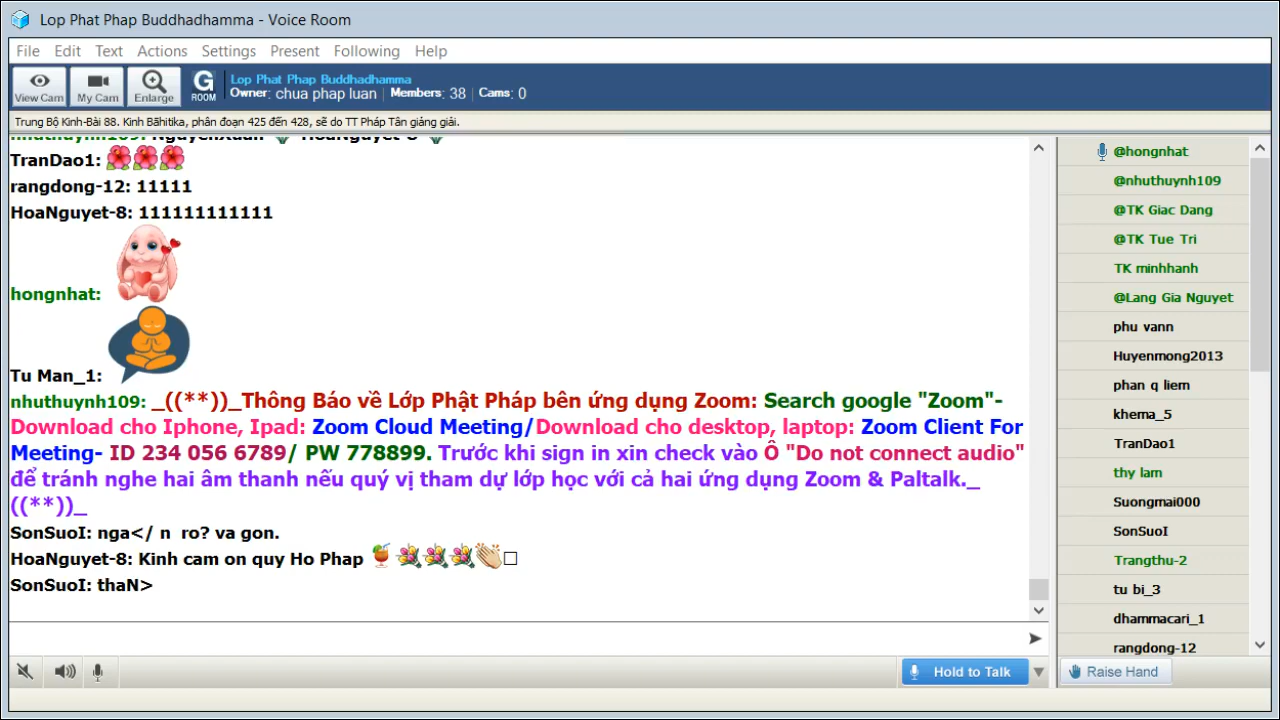 Lop Phat Phap Buddhadhamma - Voice Room
File Edit Text Actions Settings Present Following Help
View Cam My Cam Enlarge G ROOM
Lop Phat Phap Buddhadhamma
Owner: chua phap luan Members: 38 Cams: 0
Trung Bộ Kinh-Bài 88. Kinh Bāhitika, phân đoạn 425 đến 428, sẽ do TT Pháp Tân giảng giải.
nhuthuynh109: NguyenXuan HoaNguyet-8
TranDao1:
rangdong-12: 11111
HoaNguyet-8: 111111111111
hongnhat:
Tu Man_1:
nhuthuynh109: _((**))_Thông Báo về Lớp Phật Pháp bên ứng dụng Zoom: Search google "Zoom"-
Download cho Iphone, Ipad: Zoom Cloud Meeting/Download cho desktop, laptop: Zoom Client For
Meeting- ID 234 056 6789/ PW 778899. Trước khi sign in xin check vào Ô "Do not connect audio"
để tránh nghe hai âm thanh nếu quý vị tham dự lớp học với cả hai ứng dụng Zoom & Paltalk._
((**))_
SonSuoI: nga</ n ro? va gon.
HoaNguyet-8: Kinh cam on quy Ho Phap
SonSuoI: thaN>
@hongnhat
@nhuthuynh109
@TK Giac Dang
@TK Tue Tri
TK minhhanh
@Lang Gia Nguyet
phu vann
Huyenmong2013
phan q liem
khema_5
TranDao1
thy lam
Suongmai000
SonSuoI
Trangthu-2
tu bi_3
dhammacari_1
rangdong-12
Hold to Talk
Raise Hand